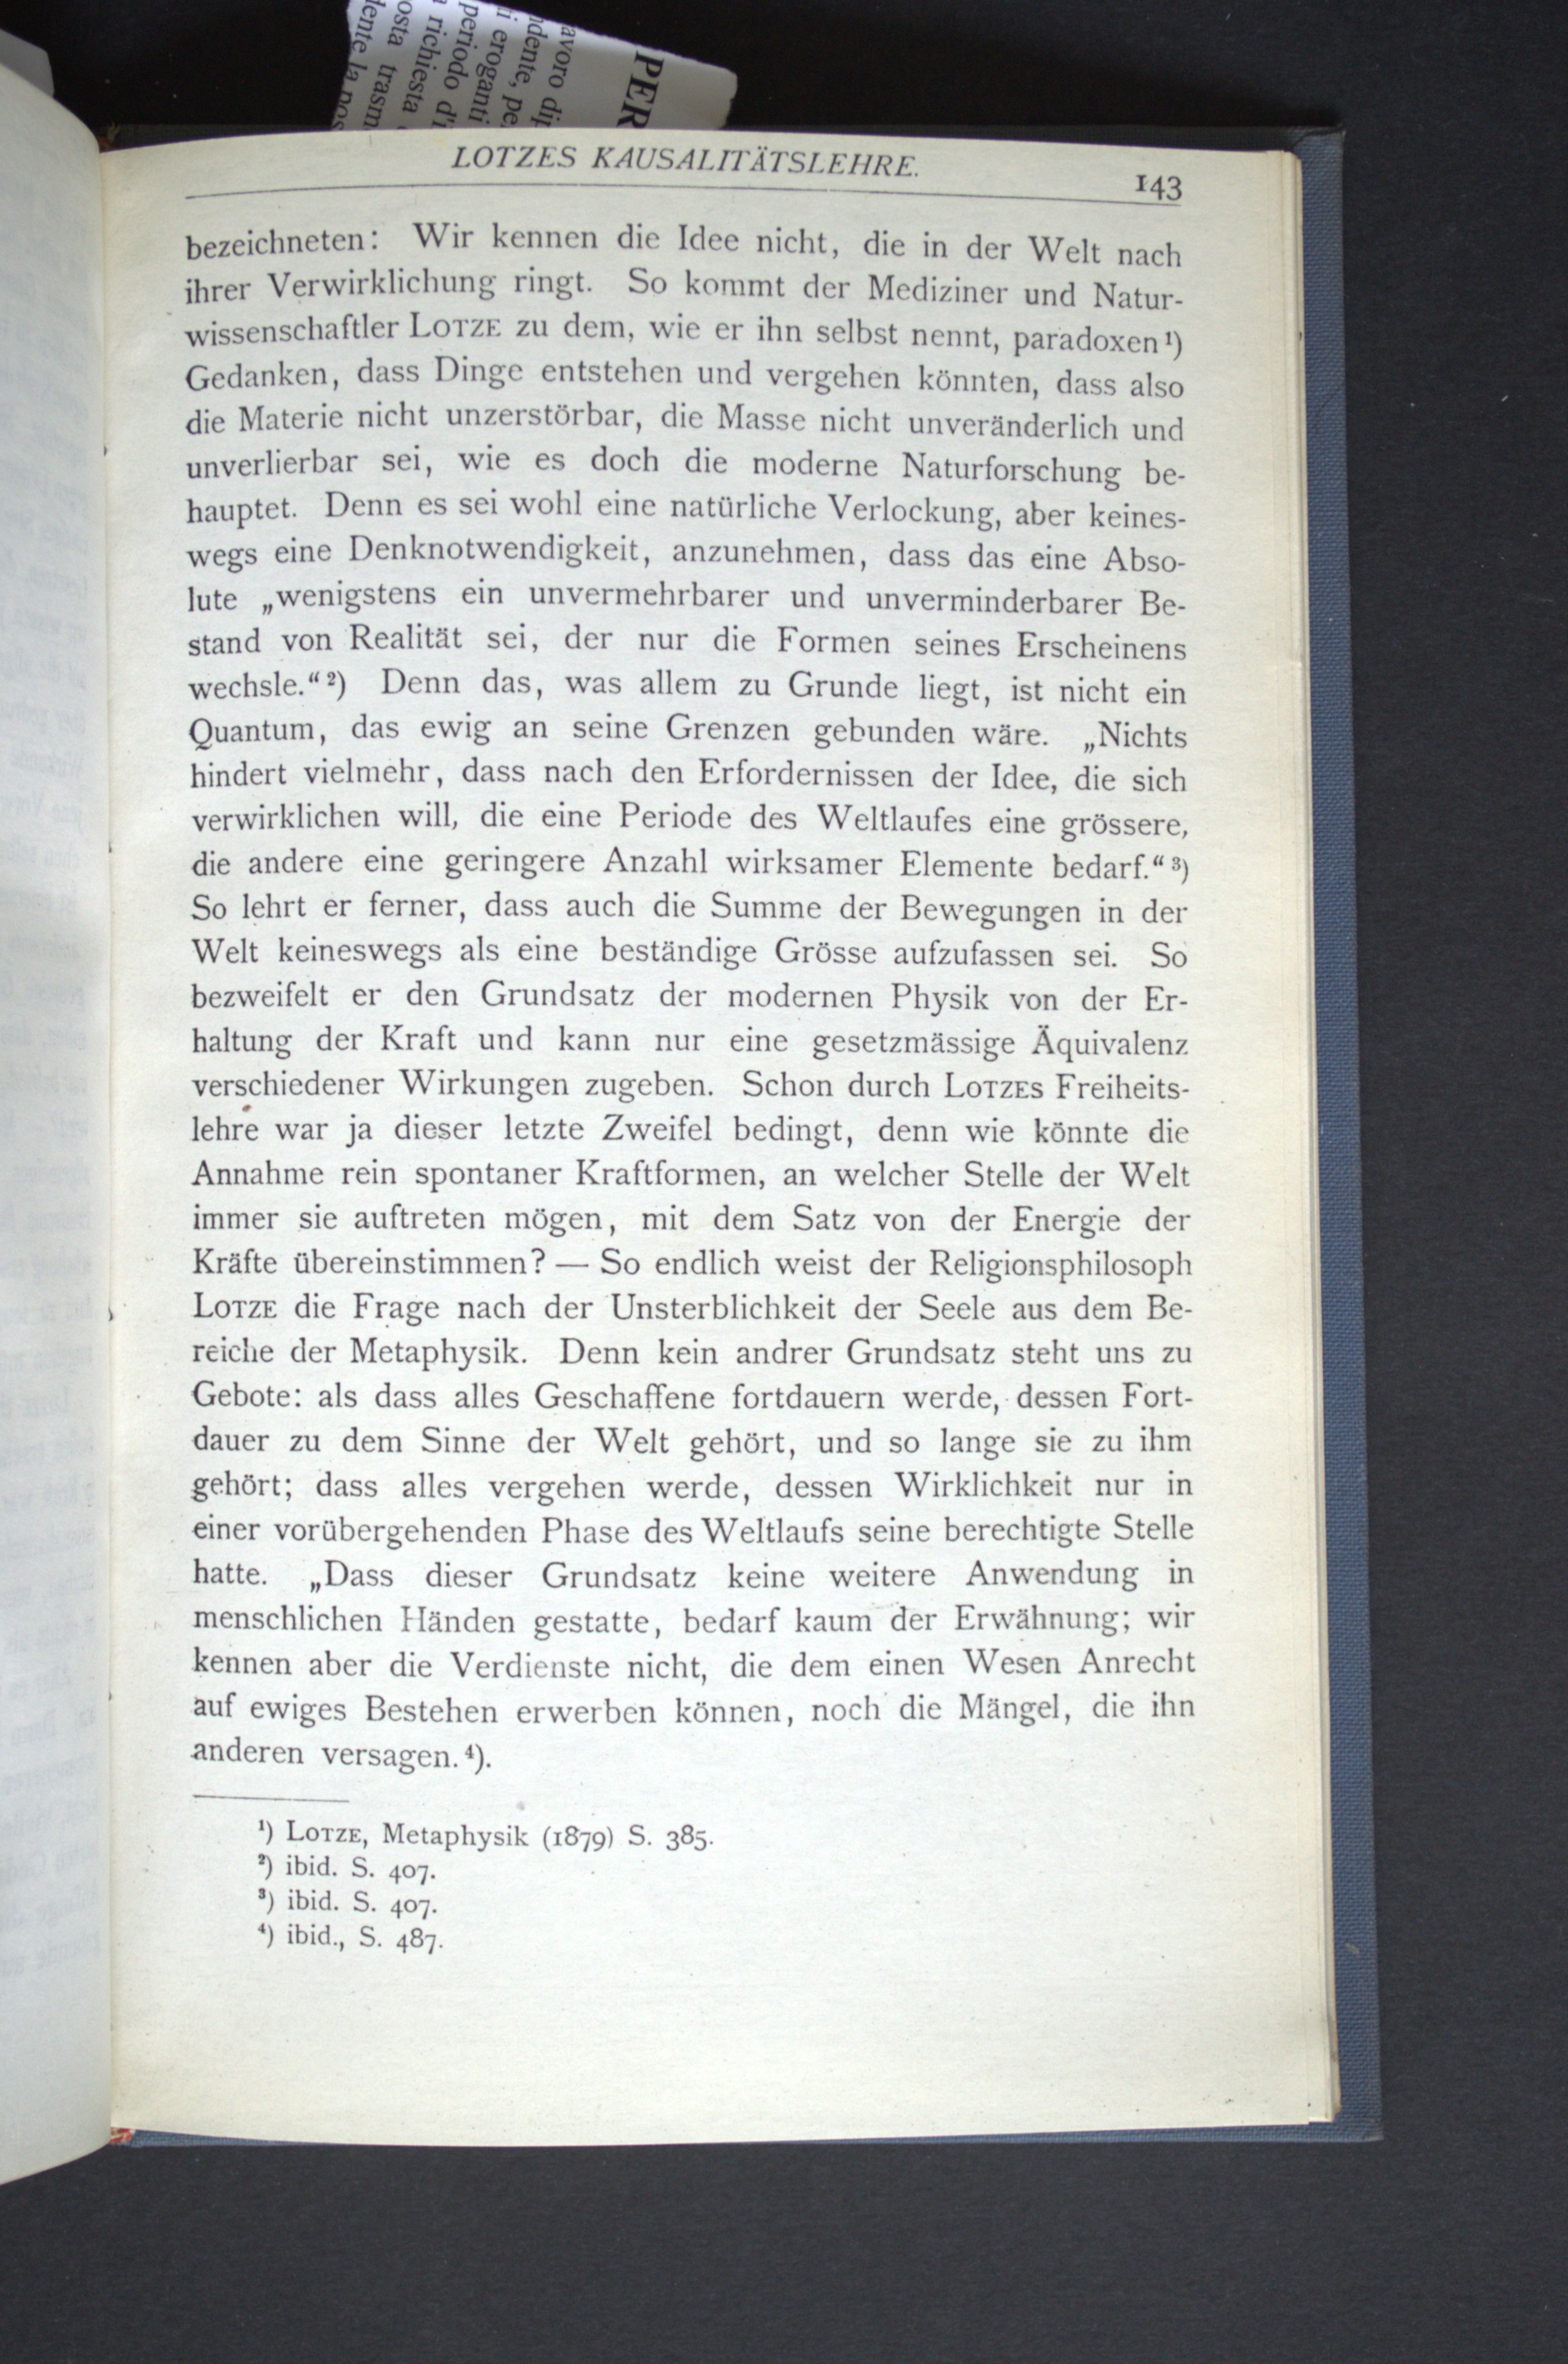 PER
LOTZES KAUSALITÄTSLEHRE.
143
bezeichneten: Wir kennen die Idee nicht, die in der Welt nach
ihrer Verwirklichung ringt. So kommt der Mediziner und Natur-
wissenschaftler LOTZE zu dem, wie er ihn selbst nennt, paradoxen ¹)
Gedanken, dass Dinge entstehen und vergehen könnten, dass also
die Materie nicht unzerstörbar, die Masse nicht unveränderlich und
unverlierbar sei, wie es doch die moderne Naturforschung be-
hauptet. Denn es sei wohl eine natürliche Verlockung, aber keines-
wegs eine Denknotwendigkeit, anzunehmen, dass das eine Abso-
lute „wenigstens ein unvermehrbarer und unverminderbarer Be-
stand von Realität sei, der nur die Formen seines Erscheinens
wechsle.“ ²) Denn das, was allem zu Grunde liegt, ist nicht ein
Quantum, das ewig an seine Grenzen gebunden wäre. „Nichts
hindert vielmehr, dass nach den Erfordernissen der Idee, die sich
verwirklichen will, die eine Periode des Weltlaufes eine grössere,
die andere eine geringere Anzahl wirksamer Elemente bedarf.“ ³)
So lehrt er ferner, dass auch die Summe der Bewegungen in der
Welt keineswegs als eine beständige Grösse aufzufassen sei. So
bezweifelt er den Grundsatz der modernen Physik von der Er-
haltung der Kraft und kann nur eine gesetzmässige Äquivalenz
verschiedener Wirkungen zugeben. Schon durch LOTZES Freiheits-
lehre war ja dieser letzte Zweifel bedingt, denn wie könnte die
Annahme rein spontaner Kraftformen, an welcher Stelle der Welt
immer sie auftreten mögen, mit dem Satz von der Energie der
Kräfte übereinstimmen? — So endlich weist der Religionsphilosoph
LOTZE die Frage nach der Unsterblichkeit der Seele aus dem Be-
reiche der Metaphysik. Denn kein andrer Grundsatz steht uns zu
Gebote: als dass alles Geschaffene fortdauern werde, dessen Fort-
dauer zu dem Sinne der Welt gehört, und so lange sie zu ihm
gehört; dass alles vergehen werde, dessen Wirklichkeit nur in
einer vorübergehenden Phase des Weltlaufs seine berechtigte Stelle
hatte. „Dass dieser Grundsatz keine weitere Anwendung in
menschlichen Händen gestatte, bedarf kaum der Erwähnung; wir
kennen aber die Verdienste nicht, die dem einen Wesen Anrecht
auf ewiges Bestehen erwerben können, noch die Mängel, die ihn
anderen versagen. ⁴).
¹) LOTZE, Metaphysik (1879) S. 385.
²) ibid. S. 407.
³) ibid. S. 407.
⁴) ibid., S. 487.